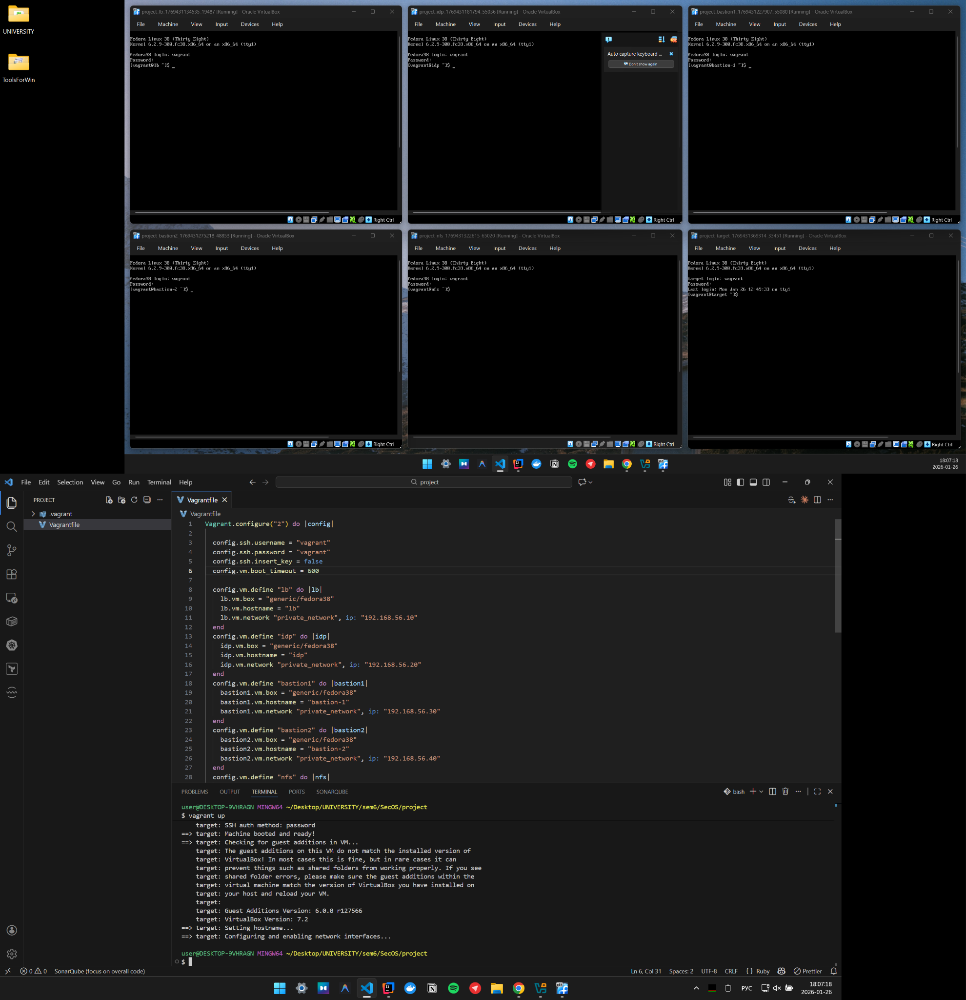 UNIVERSITY
ToolsForWin
project_lb_1769431134535_19487 [Running] - Oracle VirtualBox
File Machine View Input Devices Help
Fedora Linux 38 (Thirty Eight)
Kernel 6.2.9-300.fc38.x86_64 on an x86_64 (tty1)
fedora38 login: vagrant
Password:
[vagrant@lb ~]$ _
Right Ctrl
project_idp_1769431181794_55036 [Running] - Oracle VirtualBox
File Machine View Input Devices Help
Fedora Linux 38 (Thirty Eight)
Kernel 6.2.9-300.fc38.x86_64 on an x86_64 (tty1)
fedora38 login: vagrant
Password:
[vagrant@idp ~]$ _
Auto capture keyboard ...
Don't show again
Right Ctrl
project_bastion1_1769431227907_55080 [Running] - Oracle VirtualBox
File Machine View Input Devices Help
Fedora Linux 38 (Thirty Eight)
Kernel 6.2.9-300.fc38.x86_64 on an x86_64 (tty1)
fedora38 login: vagrant
Password:
[vagrant@bastion-1 ~]$ _
Right Ctrl
project_bastion2_1769431275218_48853 [Running] - Oracle VirtualBox
File Machine View Input Devices Help
Fedora Linux 38 (Thirty Eight)
Kernel 6.2.9-300.fc38.x86_64 on an x86_64 (tty1)
fedora38 login: vagrant
Password:
[vagrant@bastion-2 ~]$ _
Right Ctrl
project_nfs_1769431322615_65020 [Running] - Oracle VirtualBox
File Machine View Input Devices Help
Fedora Linux 38 (Thirty Eight)
Kernel 6.2.9-300.fc38.x86_64 on an x86_64 (tty1)
fedora38 login: vagrant
Password:
[vagrant@nfs ~]$
Right Ctrl
project_target_1769431369314_33451 [Running] - Oracle VirtualBox
File Machine View Input Devices Help
Fedora Linux 38 (Thirty Eight)
Kernel 6.2.9-300.fc38.x86_64 on an x86_64 (tty1)
target login: vagrant
Password:
Last login: Mon Jan 26 12:49:33 on tty1
[vagrant@target ~]$
Right Ctrl
18:07:18
2026-01-26
File Edit Selection View Go Run Terminal Help
project
PROJECT
.vagrant
Vagrantfile
Vagrantfile
Vagrantfile
1 Vagrant.configure("2") do |config|
2
3 config.ssh.username = "vagrant"
4 config.ssh.password = "vagrant"
5 config.ssh.insert_key = false
6 config.vm.boot_timeout = 600
7
8 config.vm.define "lb" do |lb|
9 lb.vm.box = "generic/fedora38"
10 lb.vm.hostname = "lb"
11 lb.vm.network "private_network", ip: "192.168.56.10"
12 end
13 config.vm.define "idp" do |idp|
14 idp.vm.box = "generic/fedora38"
15 idp.vm.hostname = "idp"
16 idp.vm.network "private_network", ip: "192.168.56.20"
17 end
18 config.vm.define "bastion1" do |bastion1|
19 bastion1.vm.box = "generic/fedora38"
20 bastion1.vm.hostname = "bastion-1"
21 bastion1.vm.network "private_network", ip: "192.168.56.30"
22 end
23 config.vm.define "bastion2" do |bastion2|
24 bastion2.vm.box = "generic/fedora38"
25 bastion2.vm.hostname = "bastion-2"
26 bastion2.vm.network "private_network", ip: "192.168.56.40"
27 end
28 config.vm.define "nfs" do |nfs|
PROBLEMS OUTPUT TERMINAL PORTS SONARQUBE
bash
user@DESKTOP-9VHRAGN MINGW64 ~/Desktop/UNIVERSITY/sem6/SecOS/project
$ vagrant up
target: SSH auth method: password
==> target: Machine booted and ready!
==> target: Checking for guest additions in VM...
target: The guest additions on this VM do not match the installed version of
target: VirtualBox! In most cases this is fine, but in rare cases it can
target: prevent things such as shared folders from working properly. If you see
target: shared folder errors, please make sure the guest additions within the
target: virtual machine match the version of VirtualBox you have installed on
target: your host and reload your VM.
target:
target: Guest Additions Version: 6.0.0 r127566
target: VirtualBox Version: 7.2
==> target: Setting hostname...
==> target: Configuring and enabling network interfaces...
user@DESKTOP-9VHRAGN MINGW64 ~/Desktop/UNIVERSITY/sem6/SecOS/project
$
0 0 SonarQube (focus on overall code)
Ln 6, Col 31 Spaces: 2 UTF-8 CRLF { } Ruby Prettier
РУС
18:07:18
2026-01-26